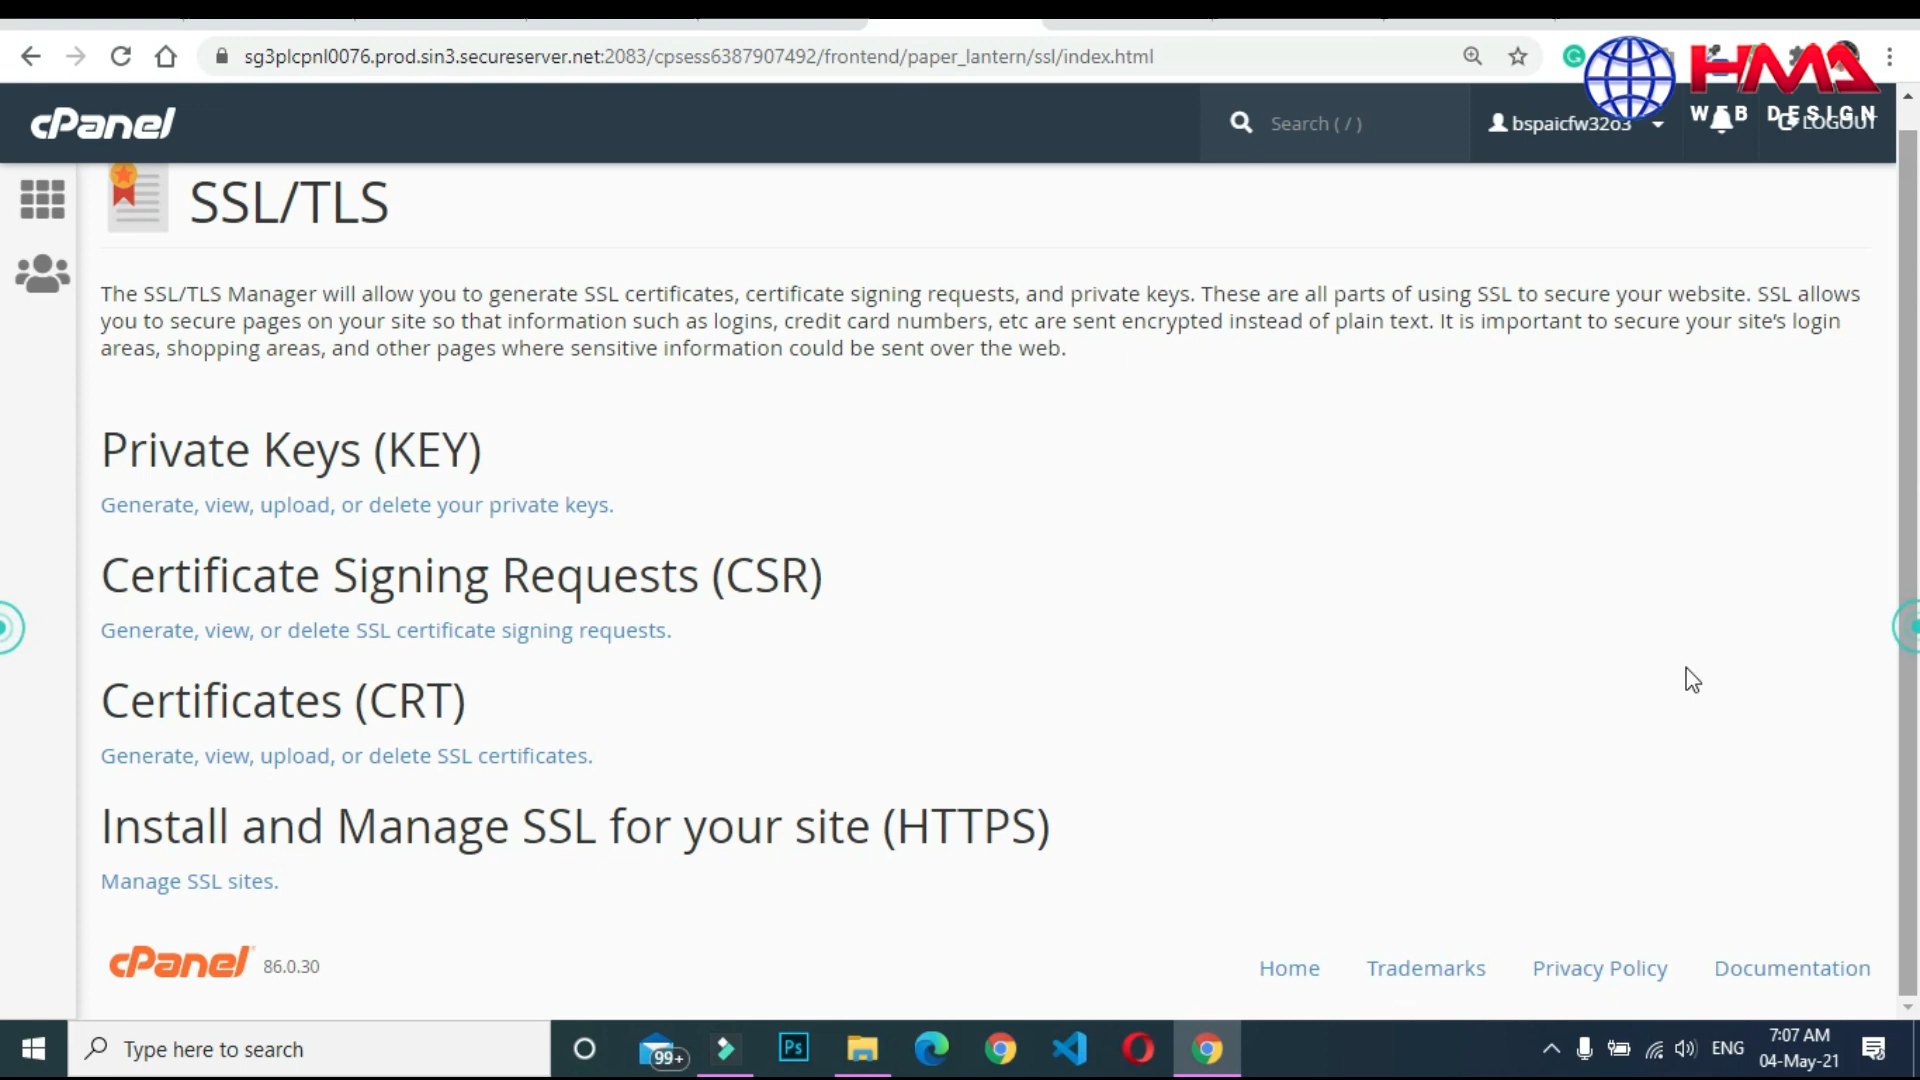 sg3plcpnl0076.prod.sin3.secureserver.net:2083/cpsess6387907492/frontend/paper_lantern/ssl/index.html
HMA
WEB DESIGN
cPanel
Search ( / )
bspaicfw32o3
LOGOUT
SSL/TLS
The SSL/TLS Manager will allow you to generate SSL certificates, certificate signing requests, and private keys. These are all parts of using SSL to secure your website. SSL allows
you to secure pages on your site so that information such as logins, credit card numbers, etc are sent encrypted instead of plain text. It is important to secure your site's login
areas, shopping areas, and other pages where sensitive information could be sent over the web.
Private Keys (KEY)
Generate, view, upload, or delete your private keys.
Certificate Signing Requests (CSR)
Generate, view, or delete SSL certificate signing requests.
Certificates (CRT)
Generate, view, upload, or delete SSL certificates.
Install and Manage SSL for your site (HTTPS)
Manage SSL sites.
cPanel 86.0.30
Home Trademarks Privacy Policy Documentation
Type here to search
99+
Ps
ENG
7:07 AM
04-May-21